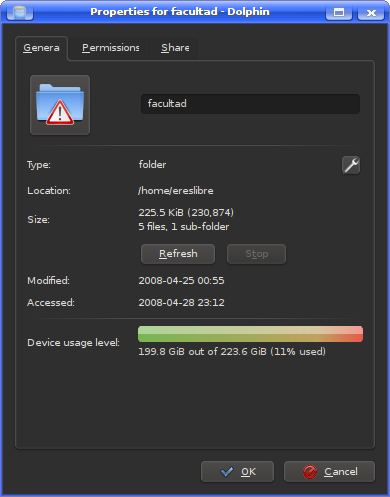 Properties for facultad - Dolphin
General Permissions Share
facultad
Type: folder
Location: /home/ereslibre
Size: 225.5 KiB (230,874)
5 files, 1 sub-folder
Refresh Stop
Modified: 2008-04-25 00:55
Accessed: 2008-04-28 23:12
Device usage level:
199.8 GiB out of 223.6 GiB (11% used)
OK Cancel